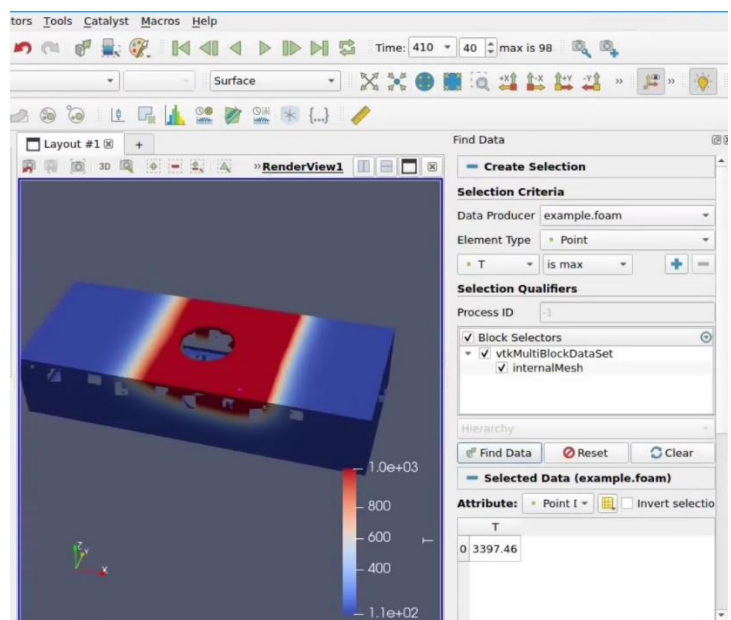 tors Tools Catalyst Macros Help
Time: 410 40 max is 98
Surface
+X -X +Y -Y »
»
{...}
Layout #1 +
3D »RenderView1
1.0e+03
800
600
400
1.1e+02
T
Z
Y
X
Find Data
Create Selection
Selection Criteria
Data Producer example.foam
Element Type Point
T is max
Selection Qualifiers
Process ID -1
Block Selectors
vtkMultiBlockDataSet
internalMesh
Hierarchy
Find Data Reset Clear
Selected Data (example.foam)
Attribute: Point Invert selectio
T
0 3397.46